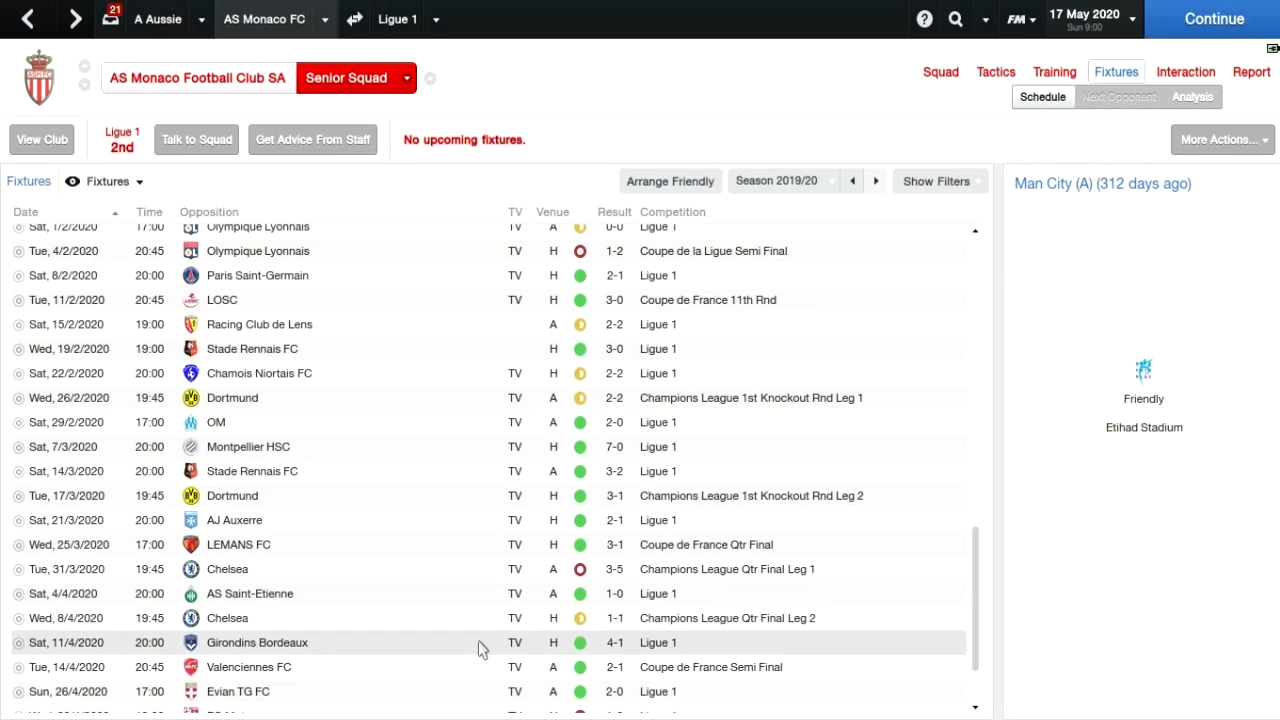 21
A Aussie
AS Monaco FC
Ligue 1
FM
17 May 2020
Sun 9:00
Continue
AS Monaco Football Club SA
Senior Squad
Squad Tactics Training Fixtures Interaction Report
Schedule Next Opponent Analysis
View Club
Ligue 1
2nd
Talk to Squad
Get Advice From Staff
No upcoming fixtures.
More Actions...
Fixtures
Fixtures
Arrange Friendly
Season 2019/20
Show Filters
Man City (A) (312 days ago)
Date Time Opposition TV Venue Result Competition
Sat, 1/2/2020 17:00 Olympique Lyonnais TV A 0-0 Ligue 1
Tue, 4/2/2020 20:45 Olympique Lyonnais TV H 1-2 Coupe de la Ligue Semi Final
Sat, 8/2/2020 20:00 Paris Saint-Germain TV H 2-1 Ligue 1
Tue, 11/2/2020 20:45 LOSC TV H 3-0 Coupe de France 11th Rnd
Sat, 15/2/2020 19:00 Racing Club de Lens A 2-2 Ligue 1
Wed, 19/2/2020 19:00 Stade Rennais FC H 3-0 Ligue 1
Sat, 22/2/2020 20:00 Chamois Niortais FC TV H 2-2 Ligue 1
Wed, 26/2/2020 19:45 Dortmund TV A 2-2 Champions League 1st Knockout Rnd Leg 1
Sat, 29/2/2020 17:00 OM TV A 2-0 Ligue 1
Sat, 7/3/2020 20:00 Montpellier HSC TV H 7-0 Ligue 1
Sat, 14/3/2020 20:00 Stade Rennais FC TV A 3-2 Ligue 1
Tue, 17/3/2020 19:45 Dortmund TV H 3-1 Champions League 1st Knockout Rnd Leg 2
Sat, 21/3/2020 20:00 AJ Auxerre TV H 2-1 Ligue 1
Wed, 25/3/2020 17:00 LEMANS FC TV H 3-1 Coupe de France Qtr Final
Tue, 31/3/2020 19:45 Chelsea TV A 3-5 Champions League Qtr Final Leg 1
Sat, 4/4/2020 20:00 AS Saint-Etienne TV A 1-0 Ligue 1
Wed, 8/4/2020 19:45 Chelsea TV H 1-1 Champions League Qtr Final Leg 2
Sat, 11/4/2020 20:00 Girondins Bordeaux TV H 4-1 Ligue 1
Tue, 14/4/2020 20:45 Valenciennes FC TV A 2-1 Coupe de France Semi Final
Sun, 26/4/2020 17:00 Evian TG FC TV A 2-0 Ligue 1
Friendly
Etihad Stadium